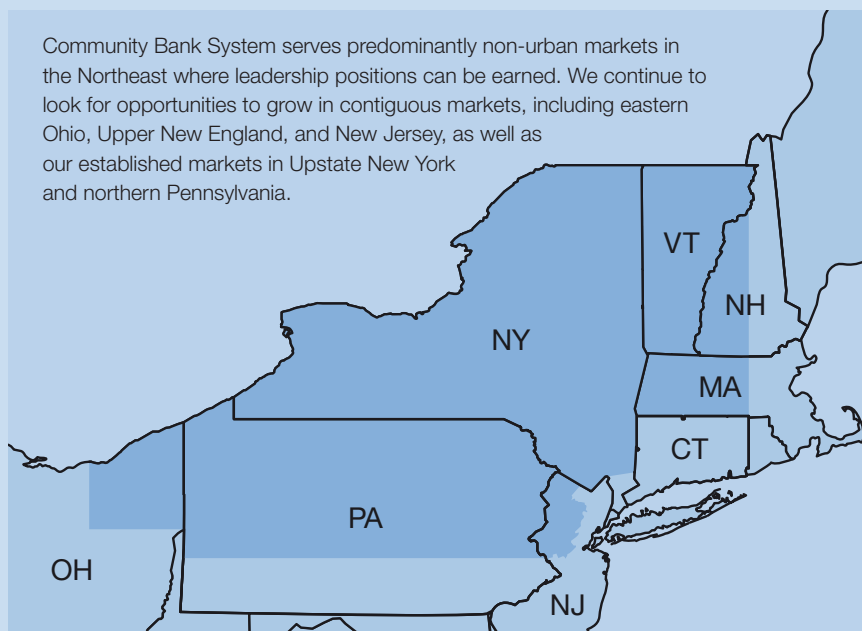 Community Bank System serves predominantly non-urban markets in
the Northeast where leadership positions can be earned. We continue to
look for opportunities to grow in contiguous markets, including eastern
Ohio, Upper New England, and New Jersey, as well as
our established markets in Upstate New York
and northern Pennsylvania.
VT
NH
NY
MA
CT
PA
OH
NJ